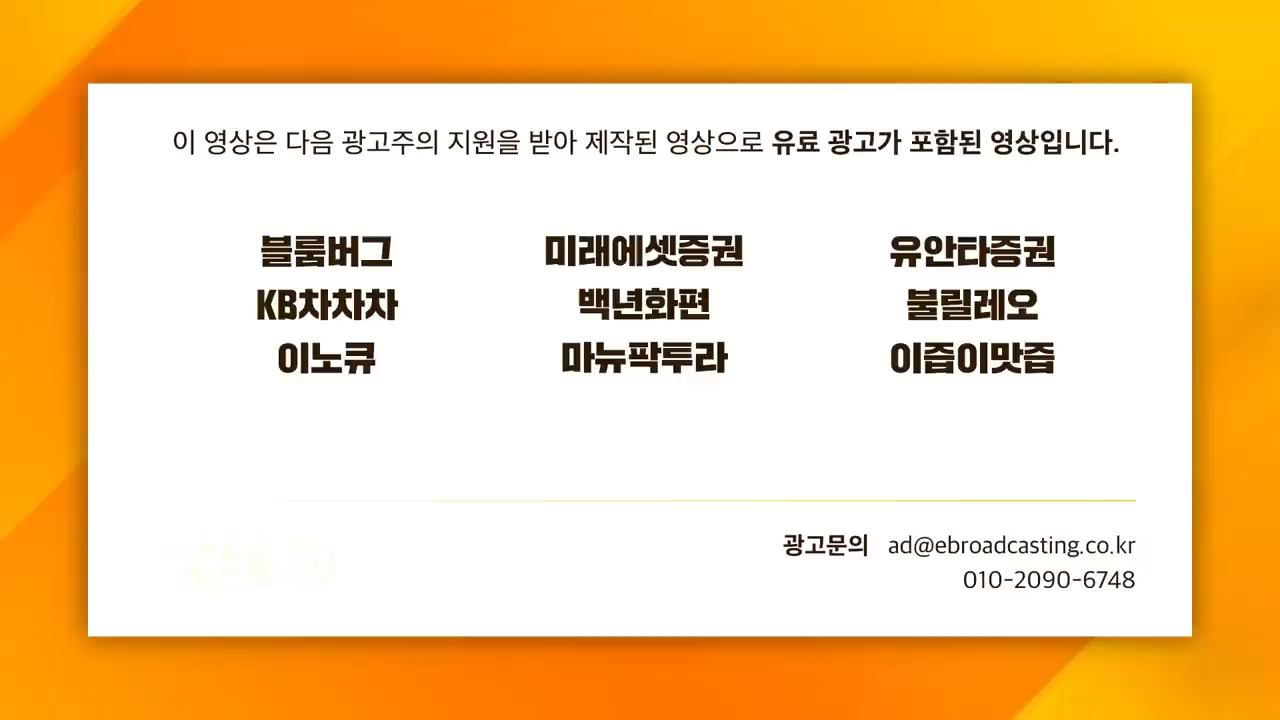 이 영상은 다음 광고주의 지원을 받아 제작된 영상으로 유료 광고가 포함된 영상입니다.
블룸버그 미래에셋증권 유안타증권
KB차차차 백년화편 불릴레오
이노큐 마뉴팍투라 이즙이맛즙
광고문의 ad@ebroadcasting.co.kr
010-2090-6748